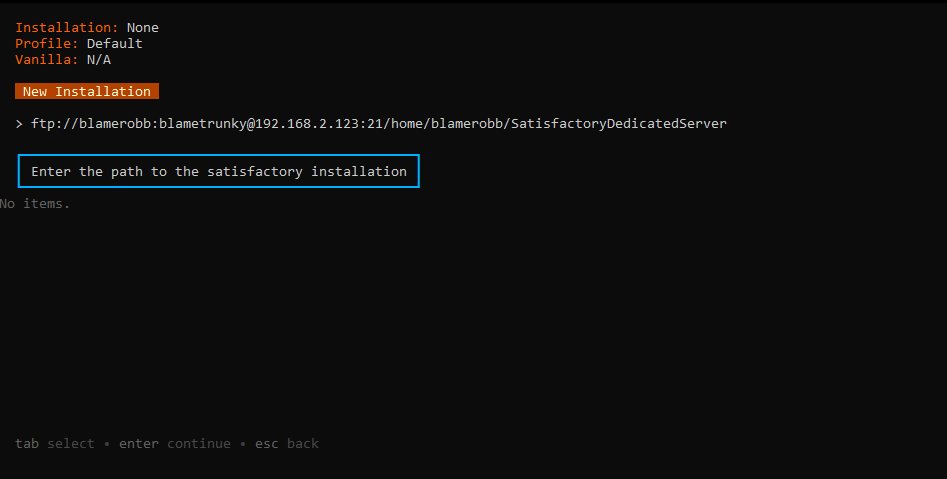 Installation: None
Profile: Default
Vanilla: N/A
New Installation
> ftp://blamerobb:blametrunky@192.168.2.123:21/home/blamerobb/SatisfactoryDedicatedServer
Enter the path to the satisfactory installation
No items.
tab select • enter continue • esc back